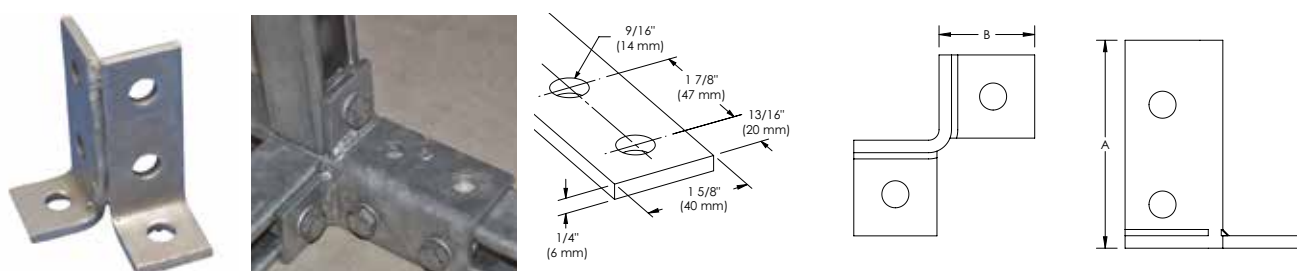 9/16"
(14 mm)
1 7/8"
(47 mm)
13/16"
(20 mm)
1 5/8"
(40 mm)
1/4"
(6 mm)
B
A